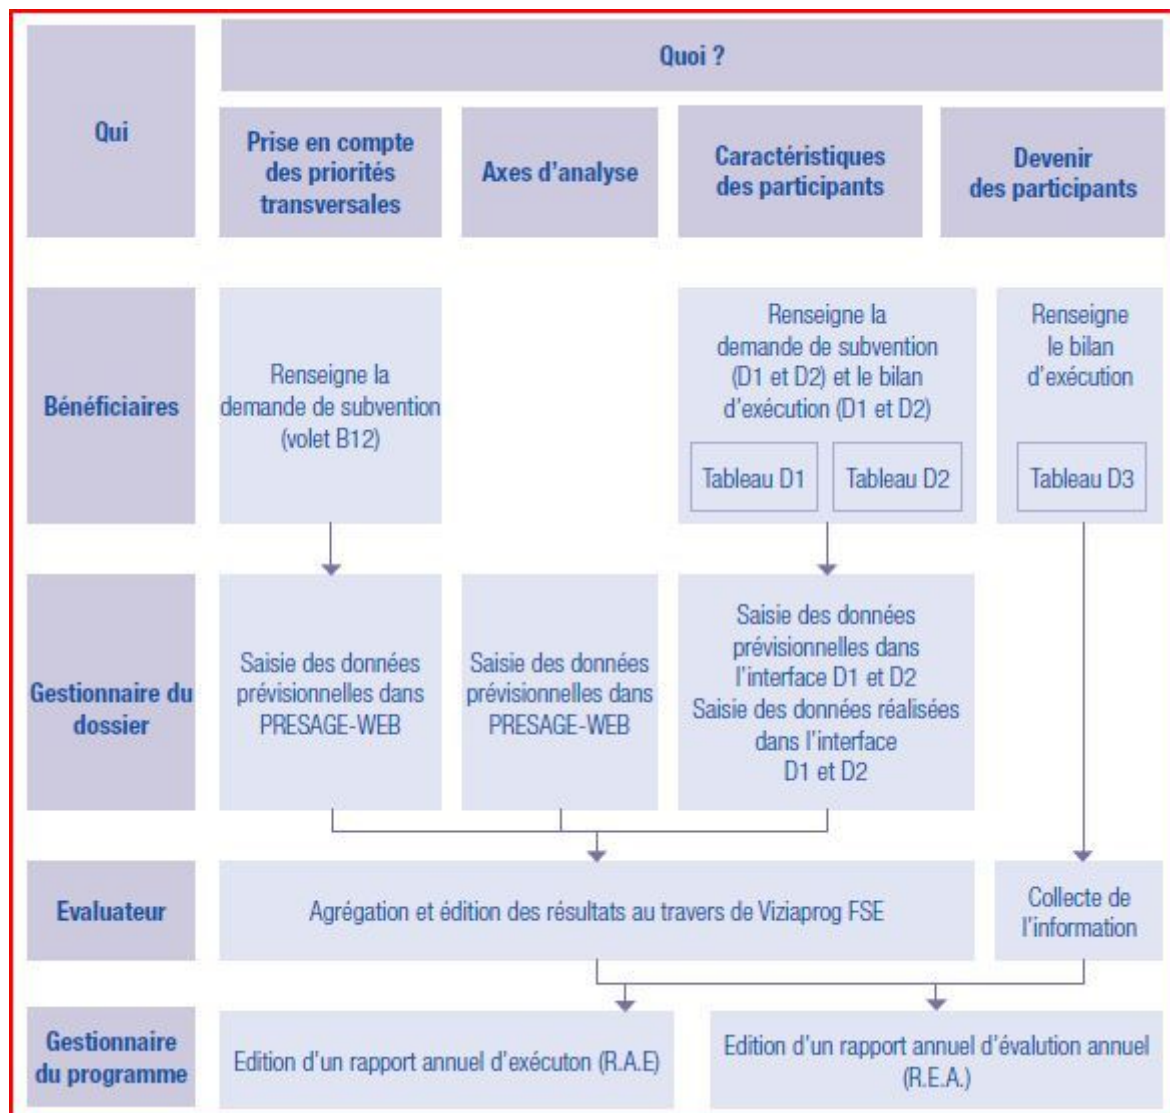 Qui
Quoi ?
Prise en compte
des priorités
transversales
Axes d'analyse
Caractéristiques
des participants
Devenir
des participants
Bénéficiaires
Renseigne la
demande de subvention
(volet B12)
Renseigne la
demande de subvention
(D1 et D2) et le bilan
d'exécution (D1 et D2)
Tableau D1
Tableau D2
Renseigne
le bilan
d'exécution
Tableau D3
Gestionnaire du
dossier
Saisie des données
prévisionnelles dans
PRESAGE-WEB
Saisie des données
prévisionnelles dans
PRESAGE-WEB
Saisie des données
prévisionnelles dans
l'interface D1 et D2
Saisie des données réalisées
dans l'interface
D1 et D2
Evaluateur
Agrégation et édition des résultats au travers de Viziaprog FSE
Collecte de
l'information
Gestionnaire
du programme
Edition d'un rapport annuel d'exécuton (R.A.E)
Edition d'un rapport annuel d'évalution annuel
(R.E.A.)